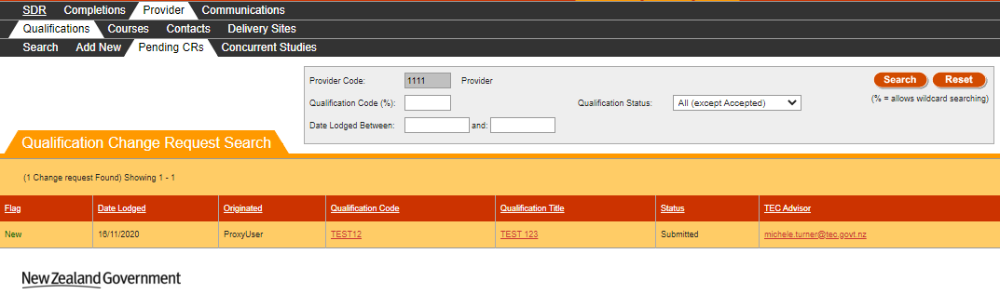 SDR Completions Provider Communications
Qualifications Courses Contacts Delivery Sites
Search Add New Pending CRs Concurrent Studies
Provider Code: 1111 Provider Search Reset
Qualification Code (%): Qualification Status: All (except Accepted) (% = allows wildcard searching)
Date Lodged Between: and:
Qualification Change Request Search
(1 Change request Found) Showing 1 - 1
Flag Date Lodged Originated Qualification Code Qualification Title Status TEC Advisor
New 16/11/2020 ProxyUser TEST12 TEST 123 Submitted michele.turner@tec.govt.nz
New Zealand Government